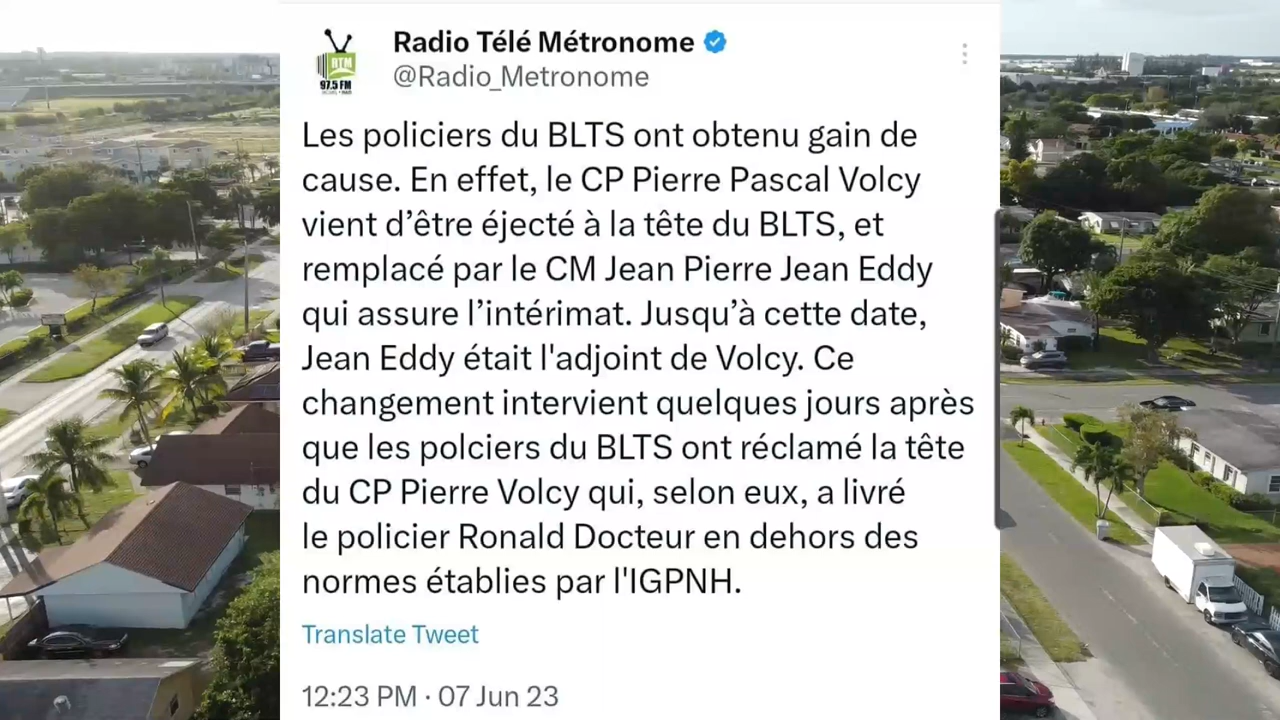 Radio Télé Métronome
@Radio_Metronome
RTM
97.5 FM
Les policiers du BLTS ont obtenu gain de
cause. En effet, le CP Pierre Pascal Volcy
vient d’être éjecté à la tête du BLTS, et
remplacé par le CM Jean Pierre Jean Eddy
qui assure l’intérimat. Jusqu’à cette date,
Jean Eddy était l'adjoint de Volcy. Ce
changement intervient quelques jours après
que les polciers du BLTS ont réclamé la tête
du CP Pierre Volcy qui, selon eux, a livré
le policier Ronald Docteur en dehors des
normes établies par l'IGPNH.
Translate Tweet
12:23 PM · 07 Jun 23